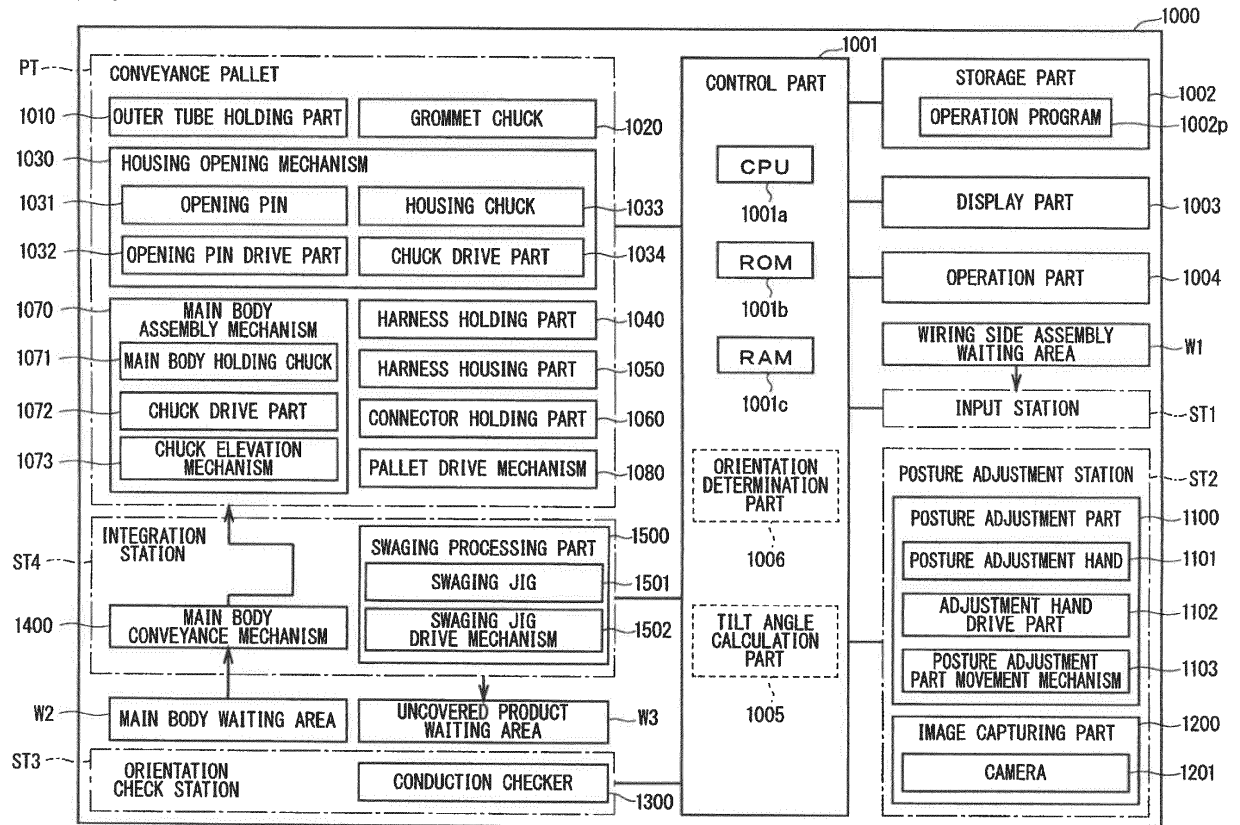 1000
PT
CONVEYANCE PALLET
1010
OUTER TUBE HOLDING PART
GROMMET CHUCK
1020
1030
HOUSING OPENING MECHANISM
1031
OPENING PIN
HOUSING CHUCK
1033
1032
OPENING PIN DRIVE PART
CHUCK DRIVE PART
1034
1070
MAIN BODY
ASSEMBLY MECHANISM
1071
MAIN BODY HOLDING CHUCK
1072
CHUCK DRIVE PART
1073
CHUCK ELEVATION
MECHANISM
HARNESS HOLDING PART
1040
HARNESS HOUSING PART
1050
CONNECTOR HOLDING PART
1060
PALLET DRIVE MECHANISM
1080
ST4
INTEGRATION
STATION
1400
MAIN BODY
CONVEYANCE MECHANISM
SWAGING PROCESSING PART
1500
SWAGING JIG
1501
SWAGING JIG
DRIVE MECHANISM
1502
W2
MAIN BODY WAITING AREA
UNCOVERED PRODUCT
WAITING AREA
W3
ST3
ORIENTATION
CHECK STATION
CONDUCTION CHECKER
1300
1001
CONTROL PART
CPU
1001a
ROM
1001b
RAM
1001c
ORIENTATION
DETERMINATION
PART
1006
TILT ANGLE
CALCULATION
PART
1005
STORAGE PART
1002
OPERATION PROGRAM
1002p
DISPLAY PART
1003
OPERATION PART
1004
WIRING SIDE ASSEMBLY
WAITING AREA
W1
INPUT STATION
ST1
POSTURE ADJUSTMENT STATION
ST2
POSTURE ADJUSTMENT PART
1100
POSTURE ADJUSTMENT HAND
1101
ADJUSTMENT HAND
DRIVE PART
1102
POSTURE ADJUSTMENT
PART MOVEMENT MECHANISM
1103
IMAGE CAPTURING PART
1200
CAMERA
1201